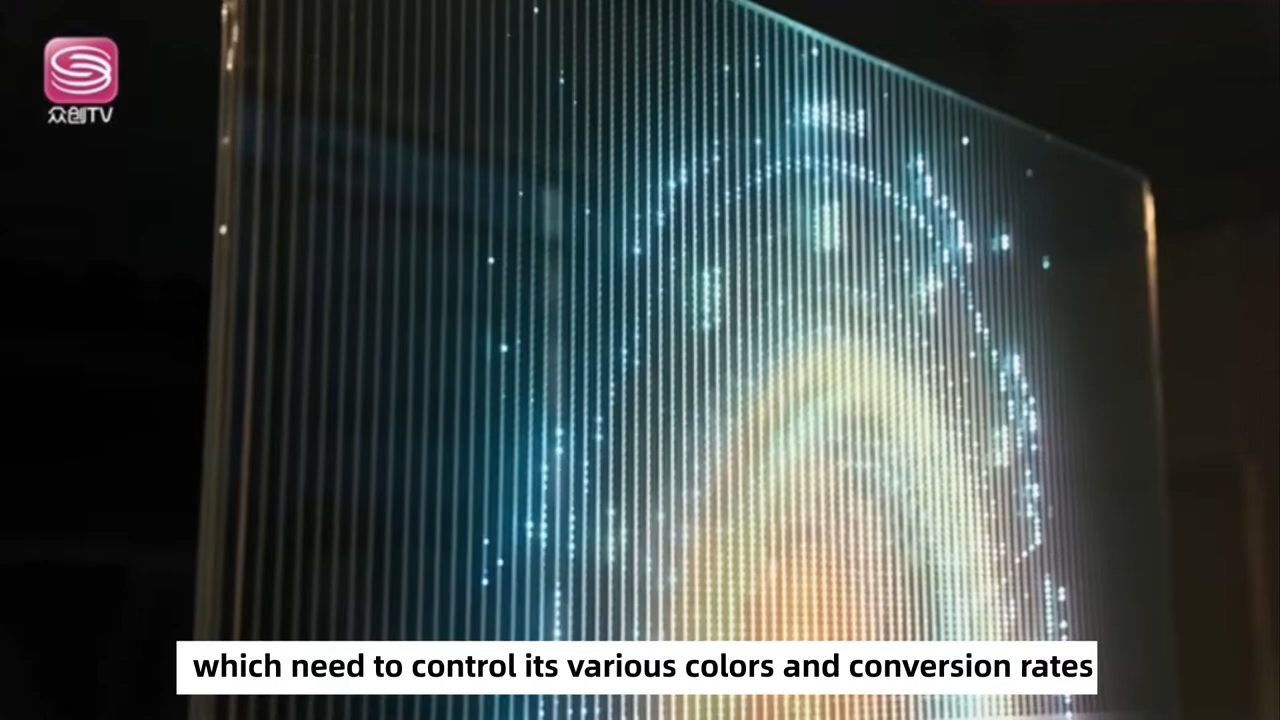 众创TV
which need to control its various colors and conversion rates